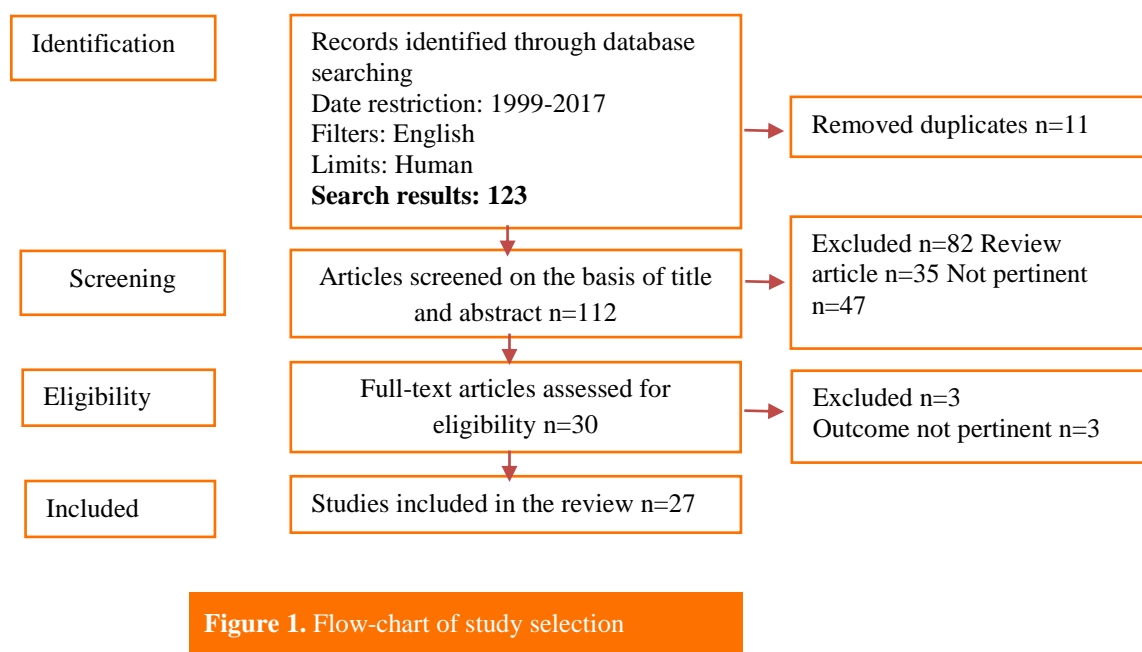 Identification
Records identified through database
searching
Date restriction: 1999-2017
Filters: English
Limits: Human
Search results: 123
Removed duplicates n=11
Screening
Articles screened on the basis of title
and abstract n=112
Excluded n=82 Review
article n=35 Not pertinent
n=47
Eligibility
Full-text articles assessed for
eligibility n=30
Excluded n=3
Outcome not pertinent n=3
Included
Studies included in the review n=27
Figure 1. Flow-chart of study selection